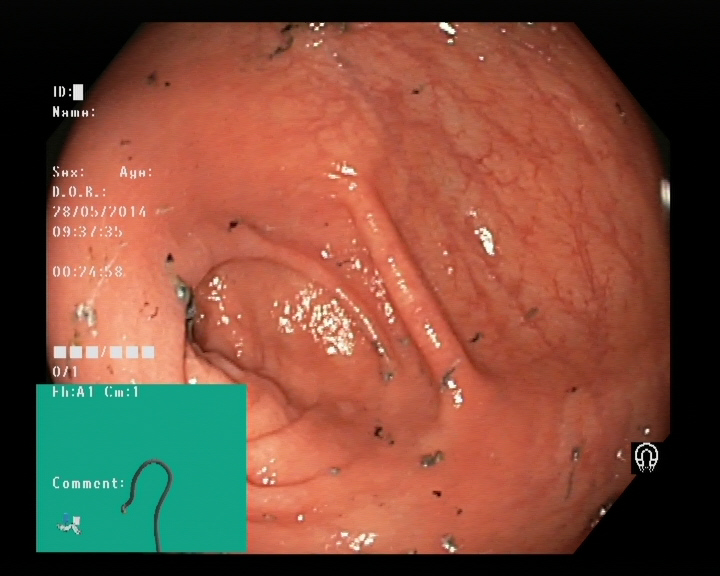 ID:
Name:
Sex: Age:
D.O.B.:
28/05/2014
09:37:35
00:24:58
■■■/■■■
0/1
Eh:A1 Cm:1
Comment: